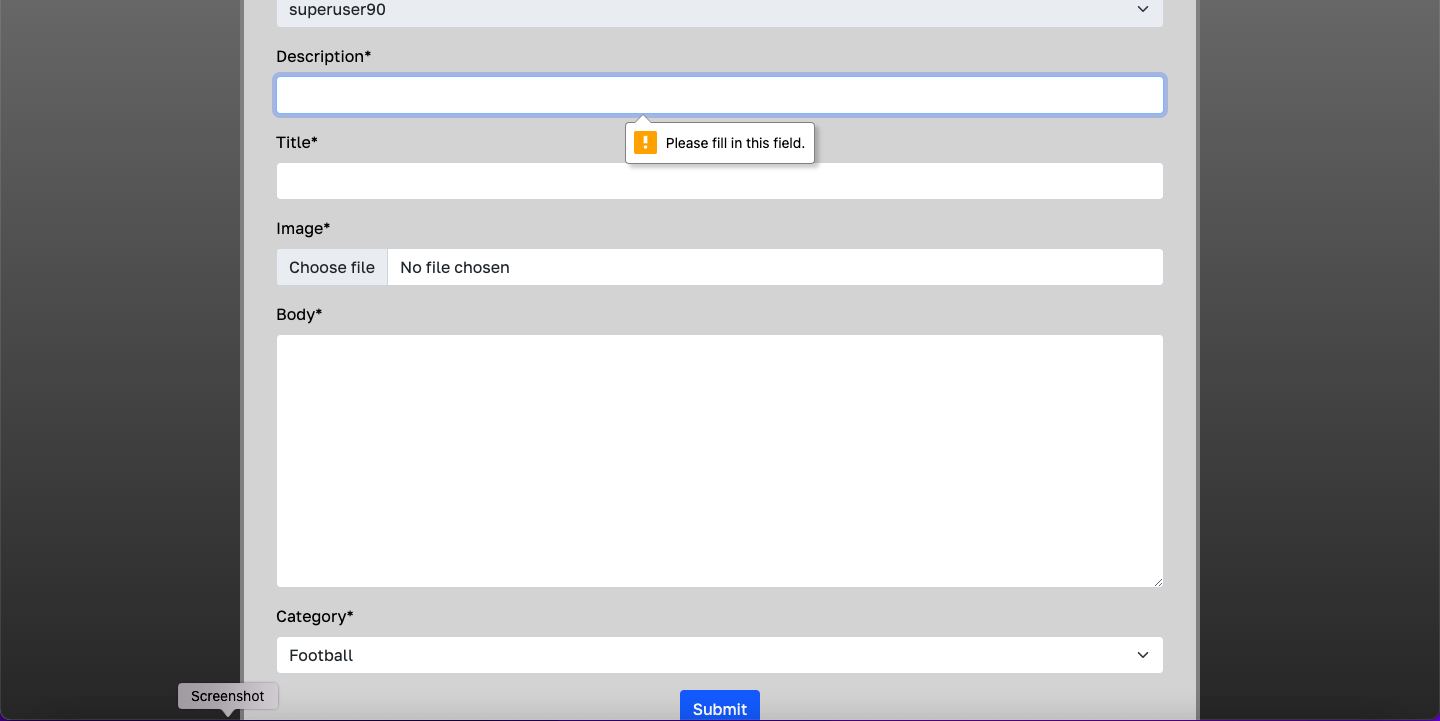 superuser90
Description*
Please fill in this field.
Title*
Image*
Choose file No file chosen
Body*
Category*
Football
Screenshot
Submit